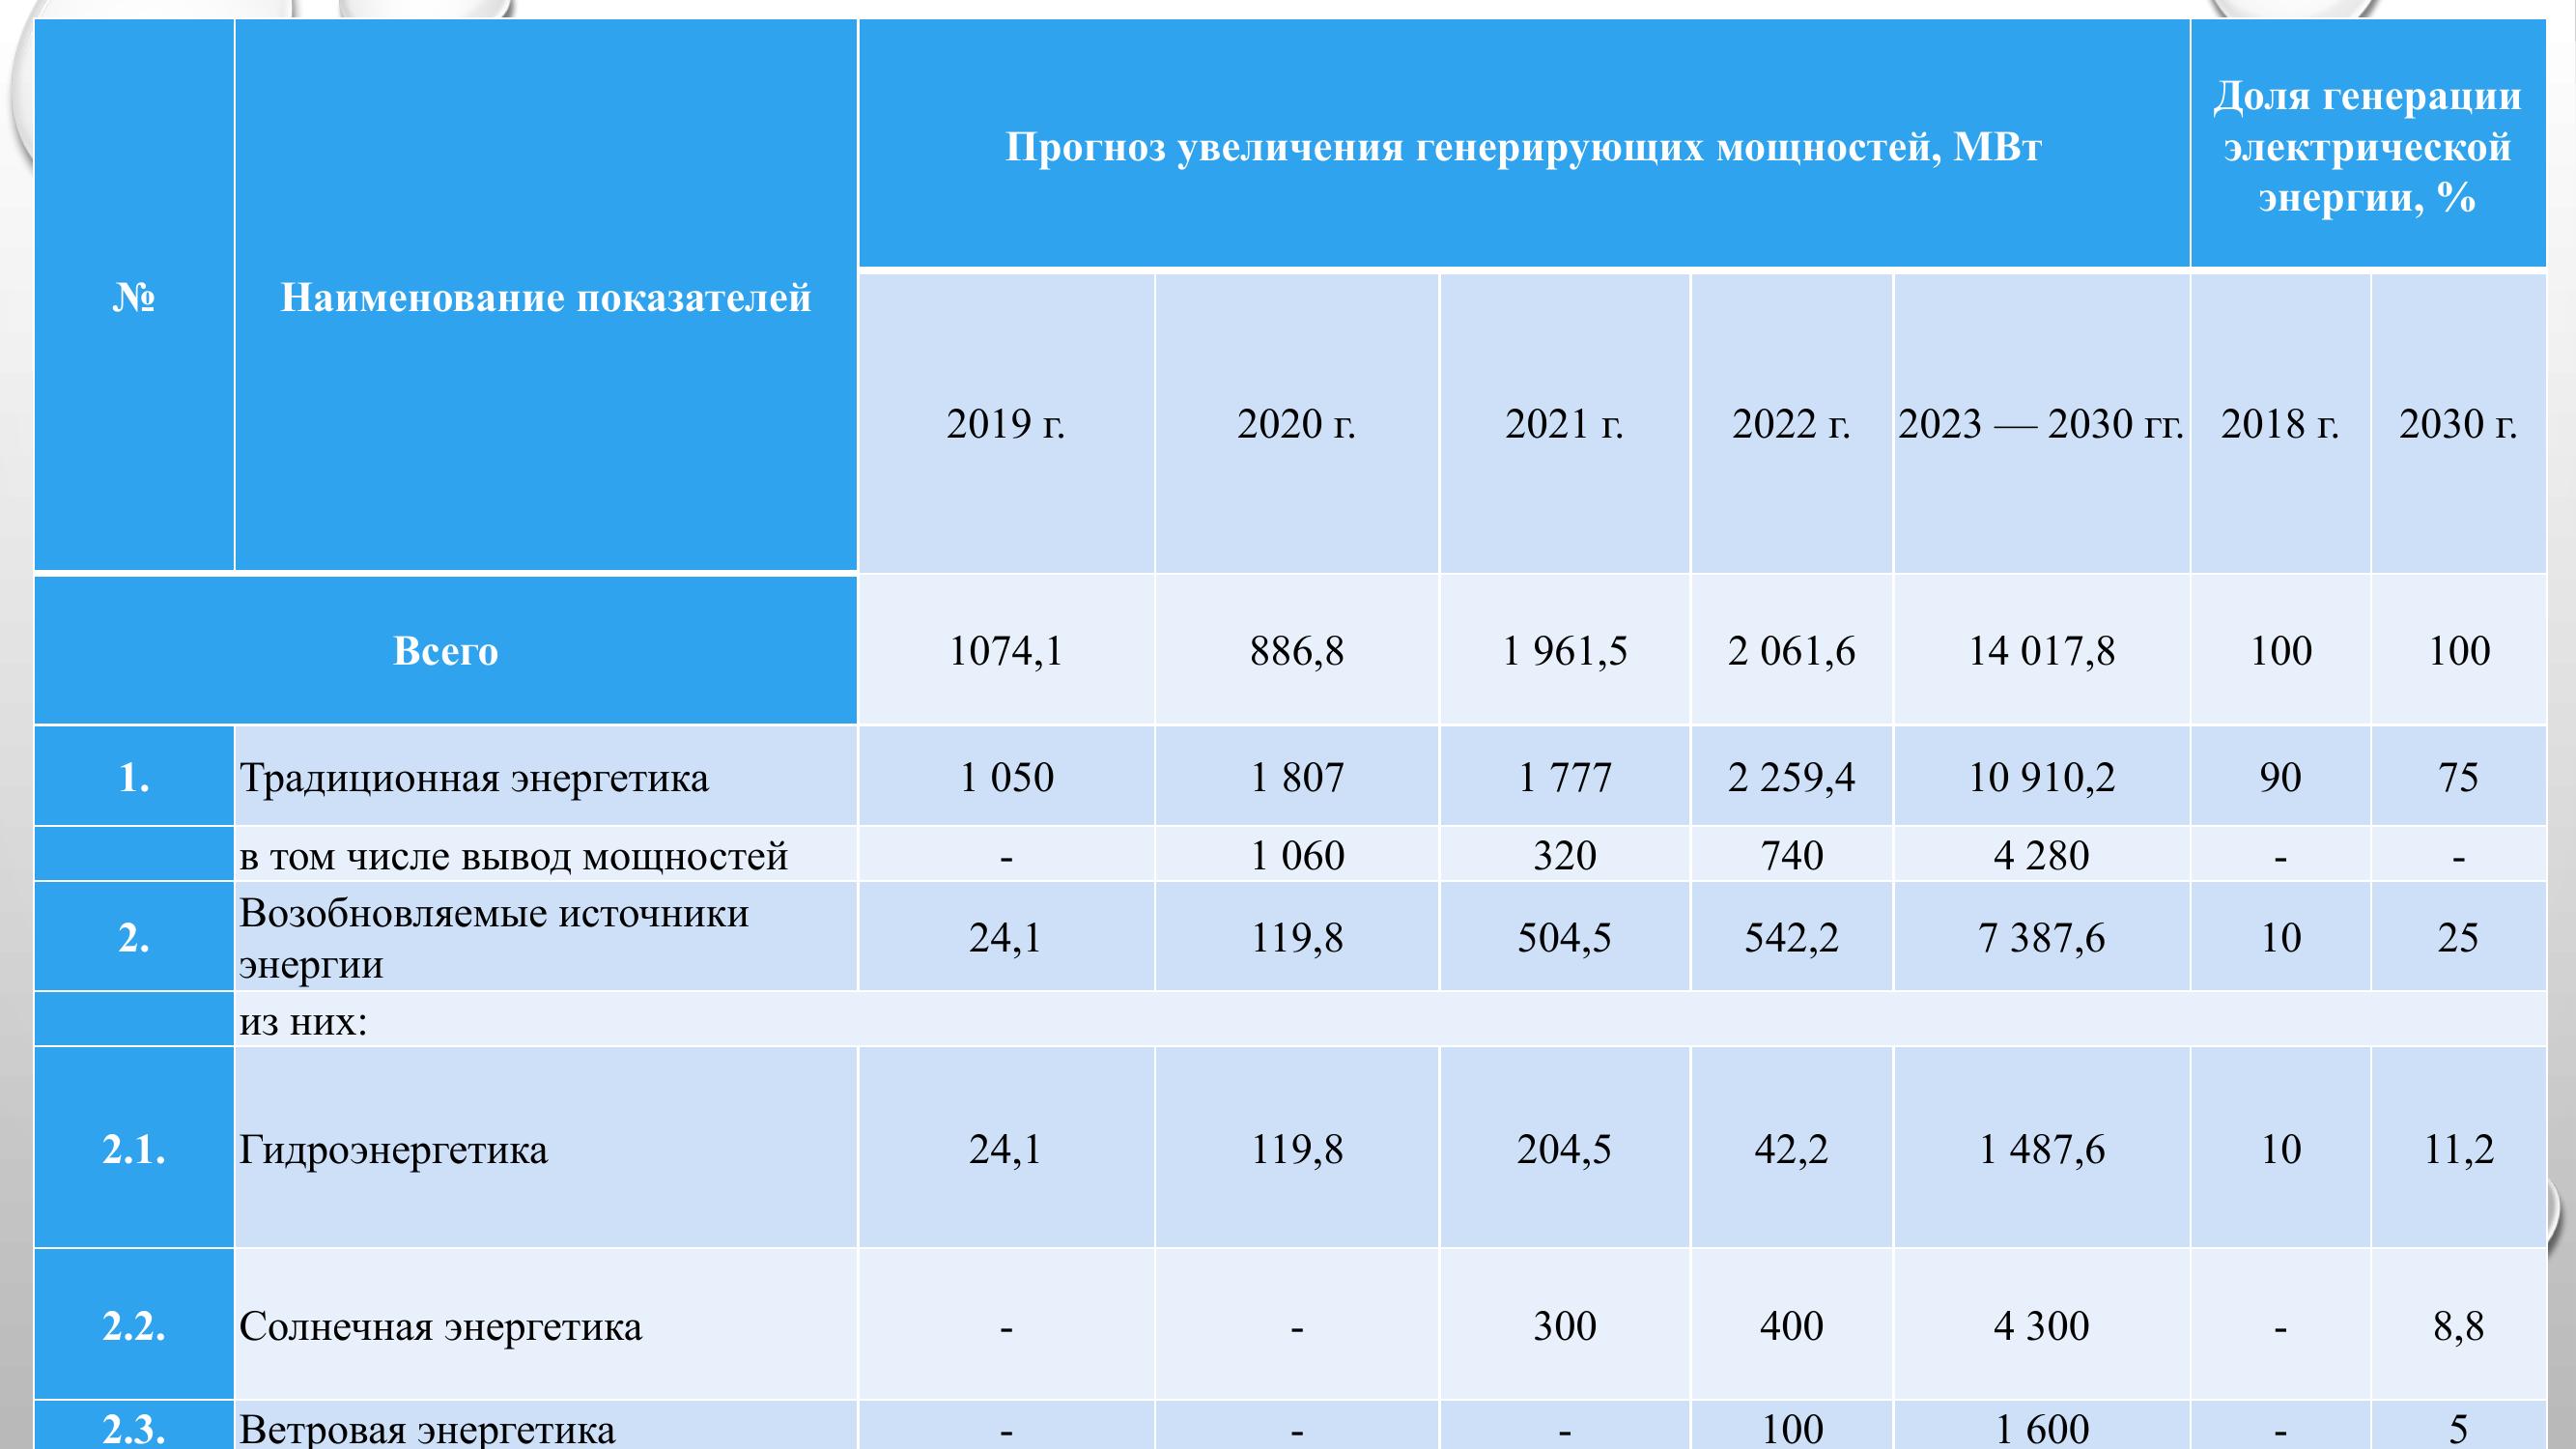 № Наименование показателей Прогноз увеличения генерирующих мощностей, МВт Доля генерации
электрической
энергии, %
2019 г. 2020 г. 2021 г. 2022 г. 2023 — 2030 гг. 2018 г. 2030 г.
Всего 1074,1 886,8 1 961,5 2 061,6 14 017,8 100 100
1. Традиционная энергетика 1 050 1 807 1 777 2 259,4 10 910,2 90 75
в том числе вывод мощностей - 1 060 320 740 4 280 - -
2. Возобновляемые источники
энергии 24,1 119,8 504,5 542,2 7 387,6 10 25
из них:
2.1. Гидроэнергетика 24,1 119,8 204,5 42,2 1 487,6 10 11,2
2.2. Солнечная энергетика - - 300 400 4 300 - 8,8
2.3. Ветровая энергетика - - - 100 1 600 - 5